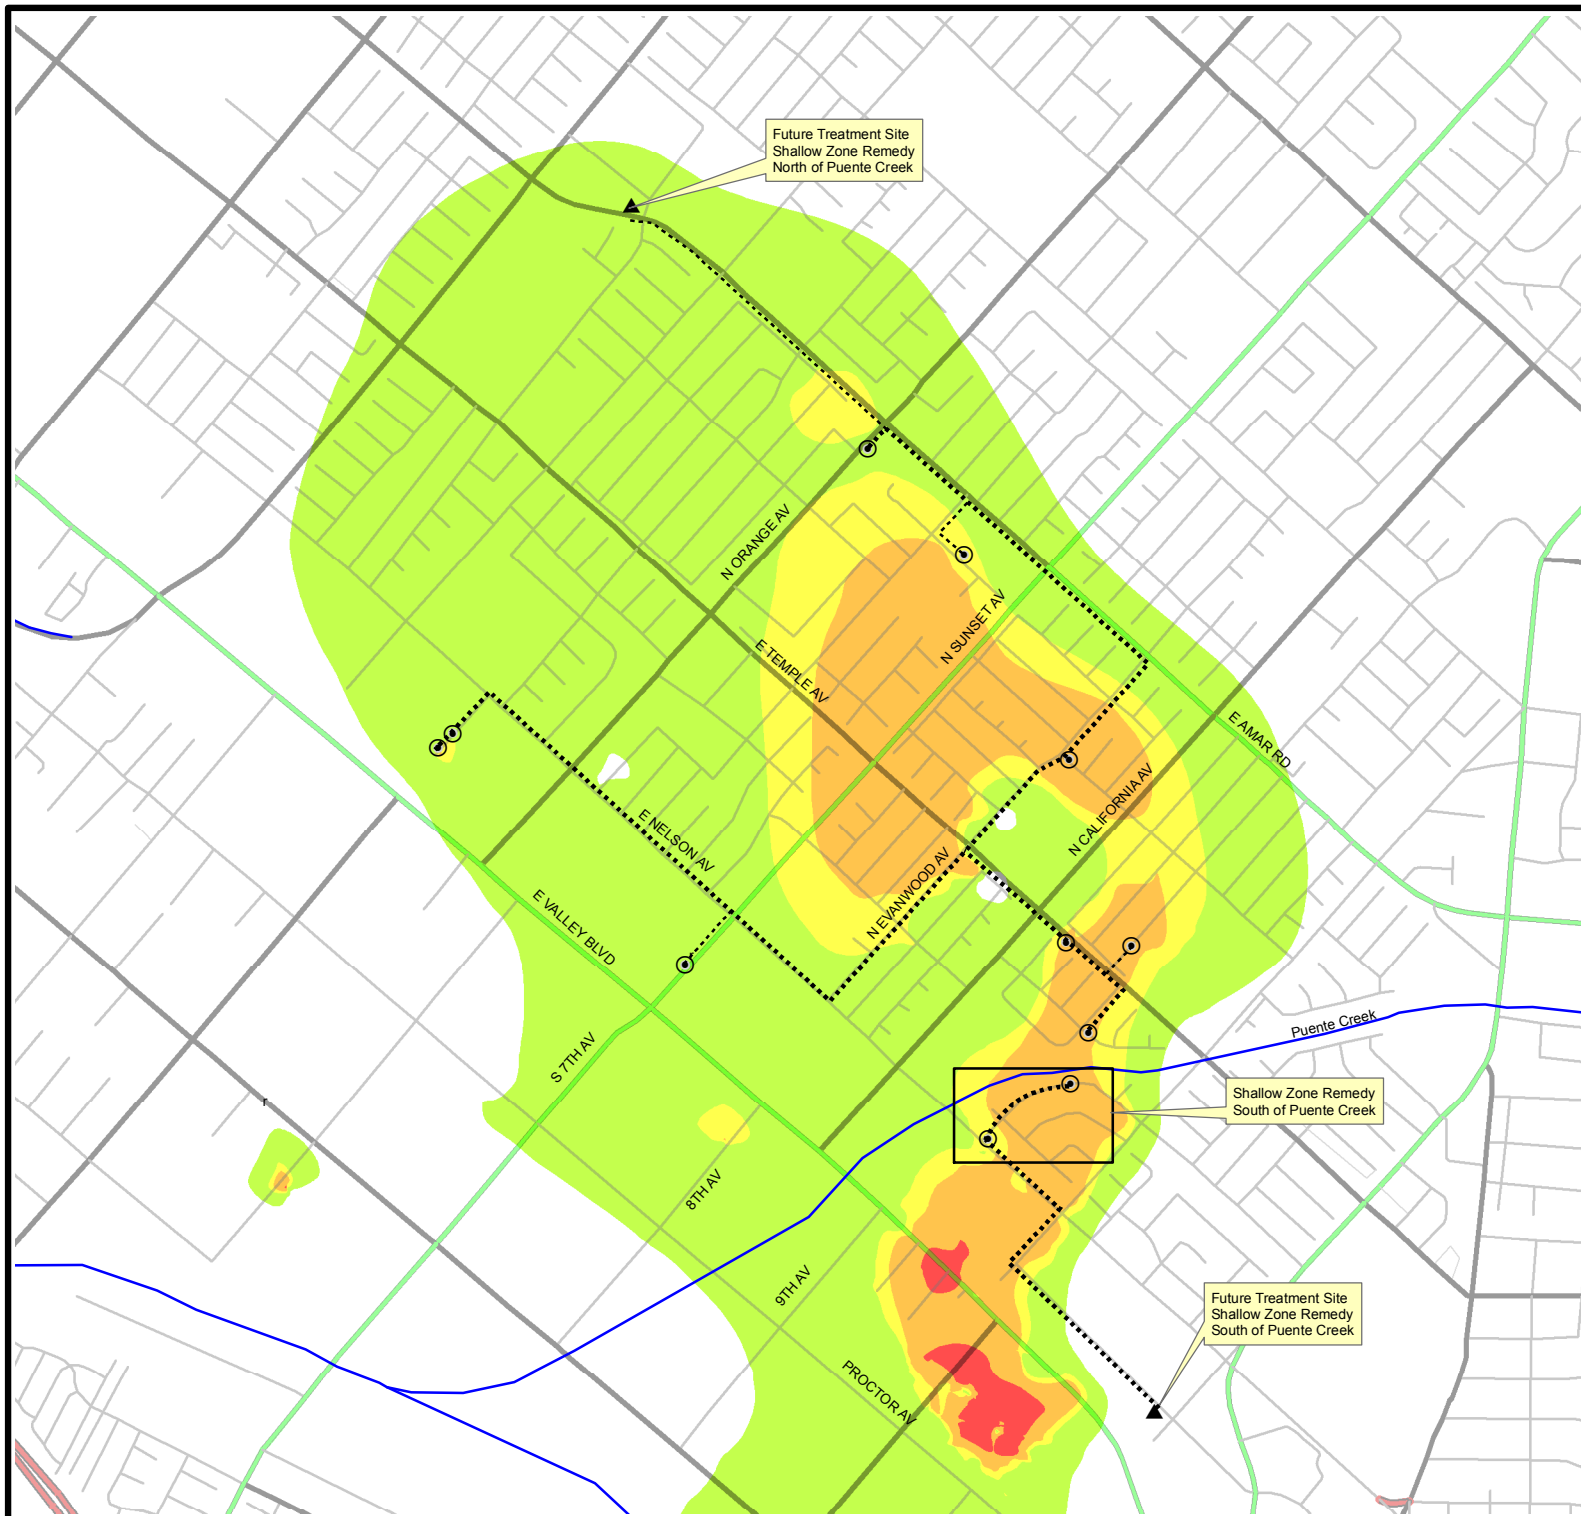 Future Treatment Site
Shallow Zone Remedy
North of Puente Creek
N ORANGE AV
N SUNSET AV
E TEMPLE AV
E AMAR RD
N CALIFORNIA AV
E NELSON AV
N EVANWOOD AV
E VALLEY BLVD
Puente Creek
S 7TH AV
Shallow Zone Remedy
South of Puente Creek
r
8TH AV
9TH AV
Future Treatment Site
Shallow Zone Remedy
South of Puente Creek
PROCTOR AV